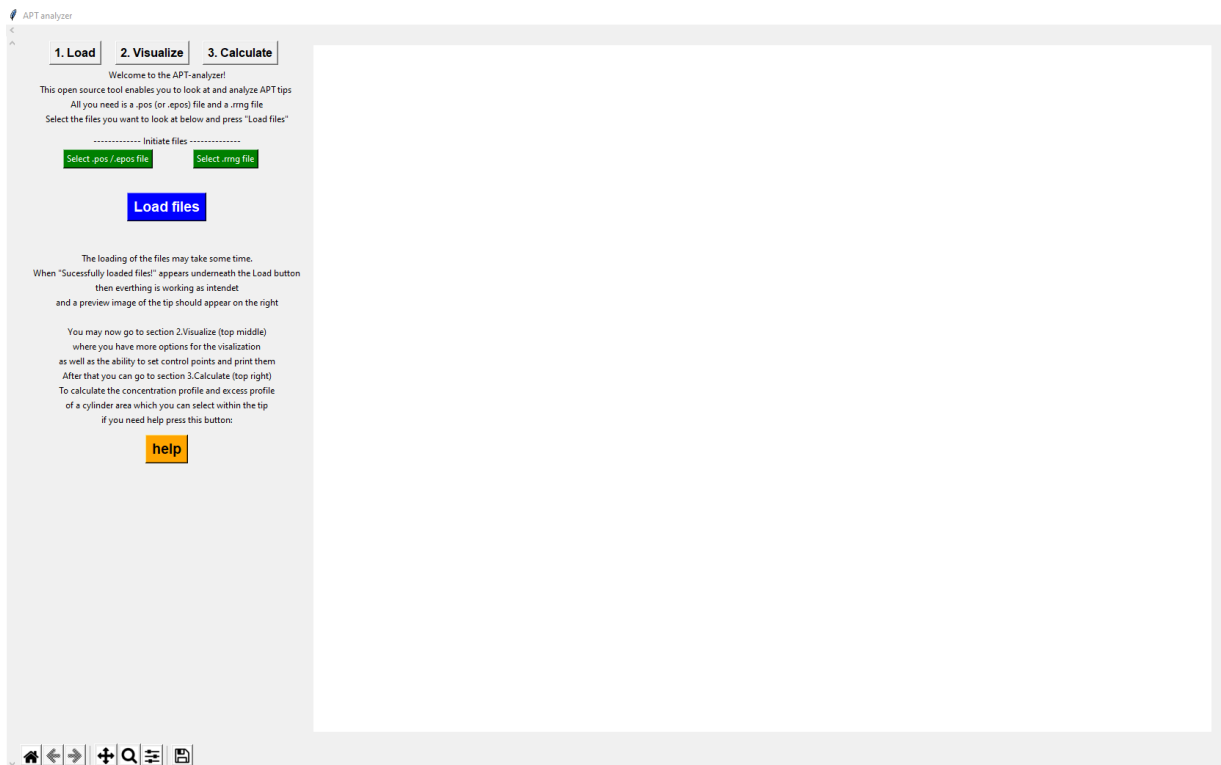 APT analyzer
1. Load 2. Visualize 3. Calculate
Welcome to the APT-analyzer!
This open source tool enables you to look at and analyze APT tips
All you need is a .pos (or .epos) file and a .rrng file
Select the files you want to look at below and press "Load files"
------------- Initiate files --------------
Select .pos /.epos file Select .rrng file
Load files
The loading of the files may take some time.
When "Sucessfully loaded files!" appears underneath the Load button
then everthing is working as intendet
and a preview image of the tip should appear on the right
You may now go to section 2.Visualize (top middle)
where you have more options for the visalization
as well as the ability to set control points and print them
After that you can go to section 3.Calculate (top right)
To calculate the concentration profile and excess profile
of a cylinder area which you can select within the tip
if you need help press this button:
help